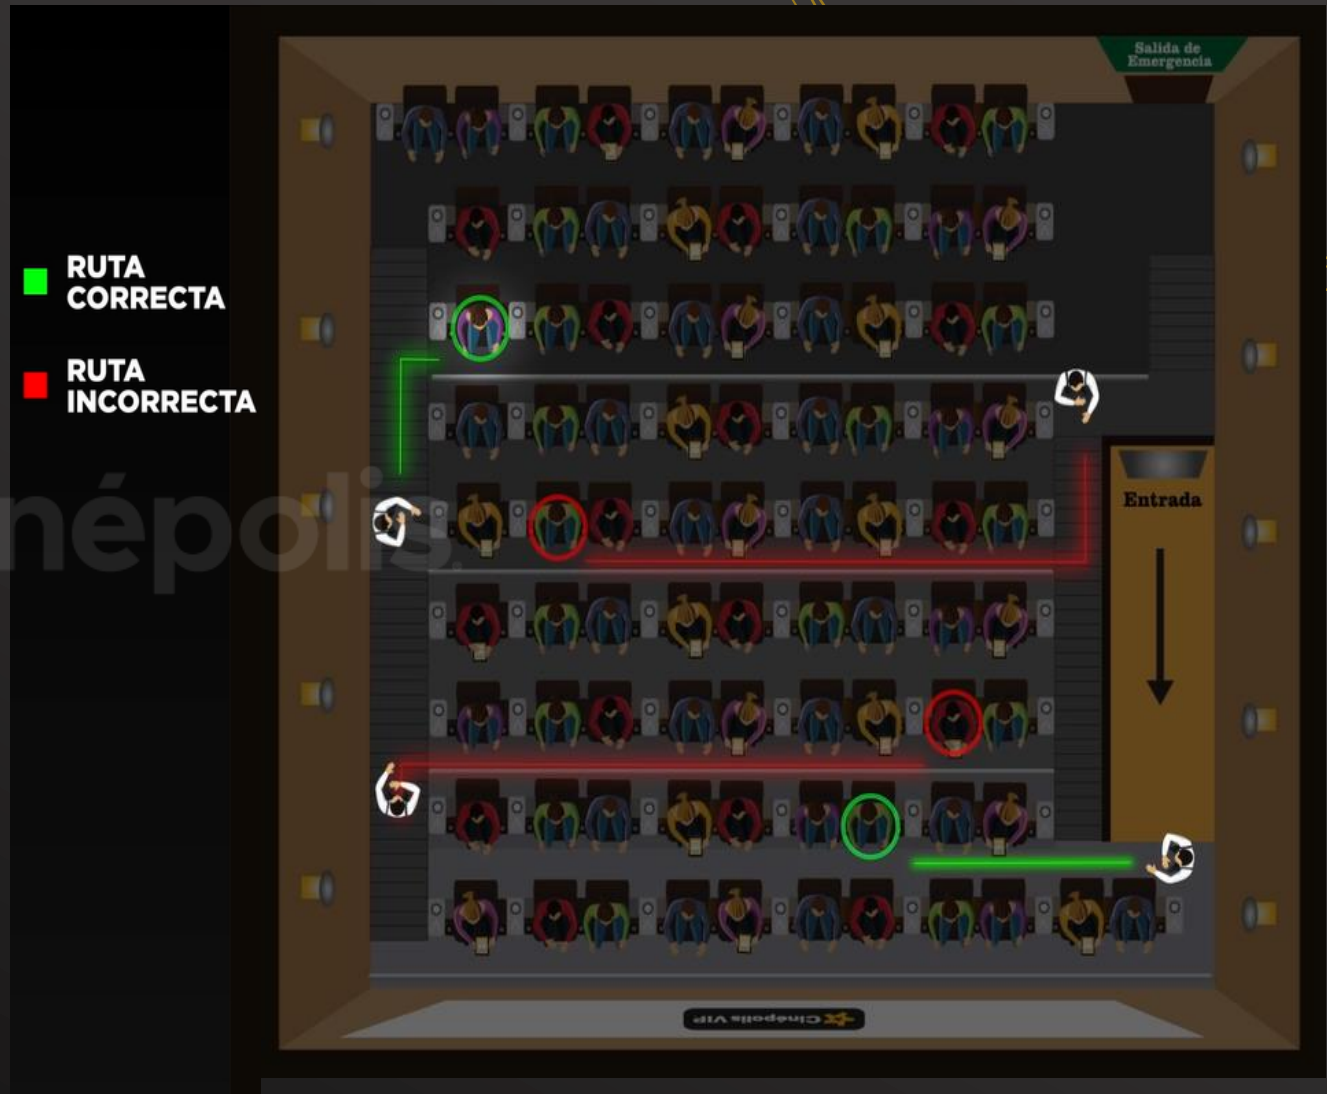 Salida de
Emergencia
RUTA
CORRECTA
RUTA
INCORRECTA
Entrada
népolis.
Cinépolis VIP